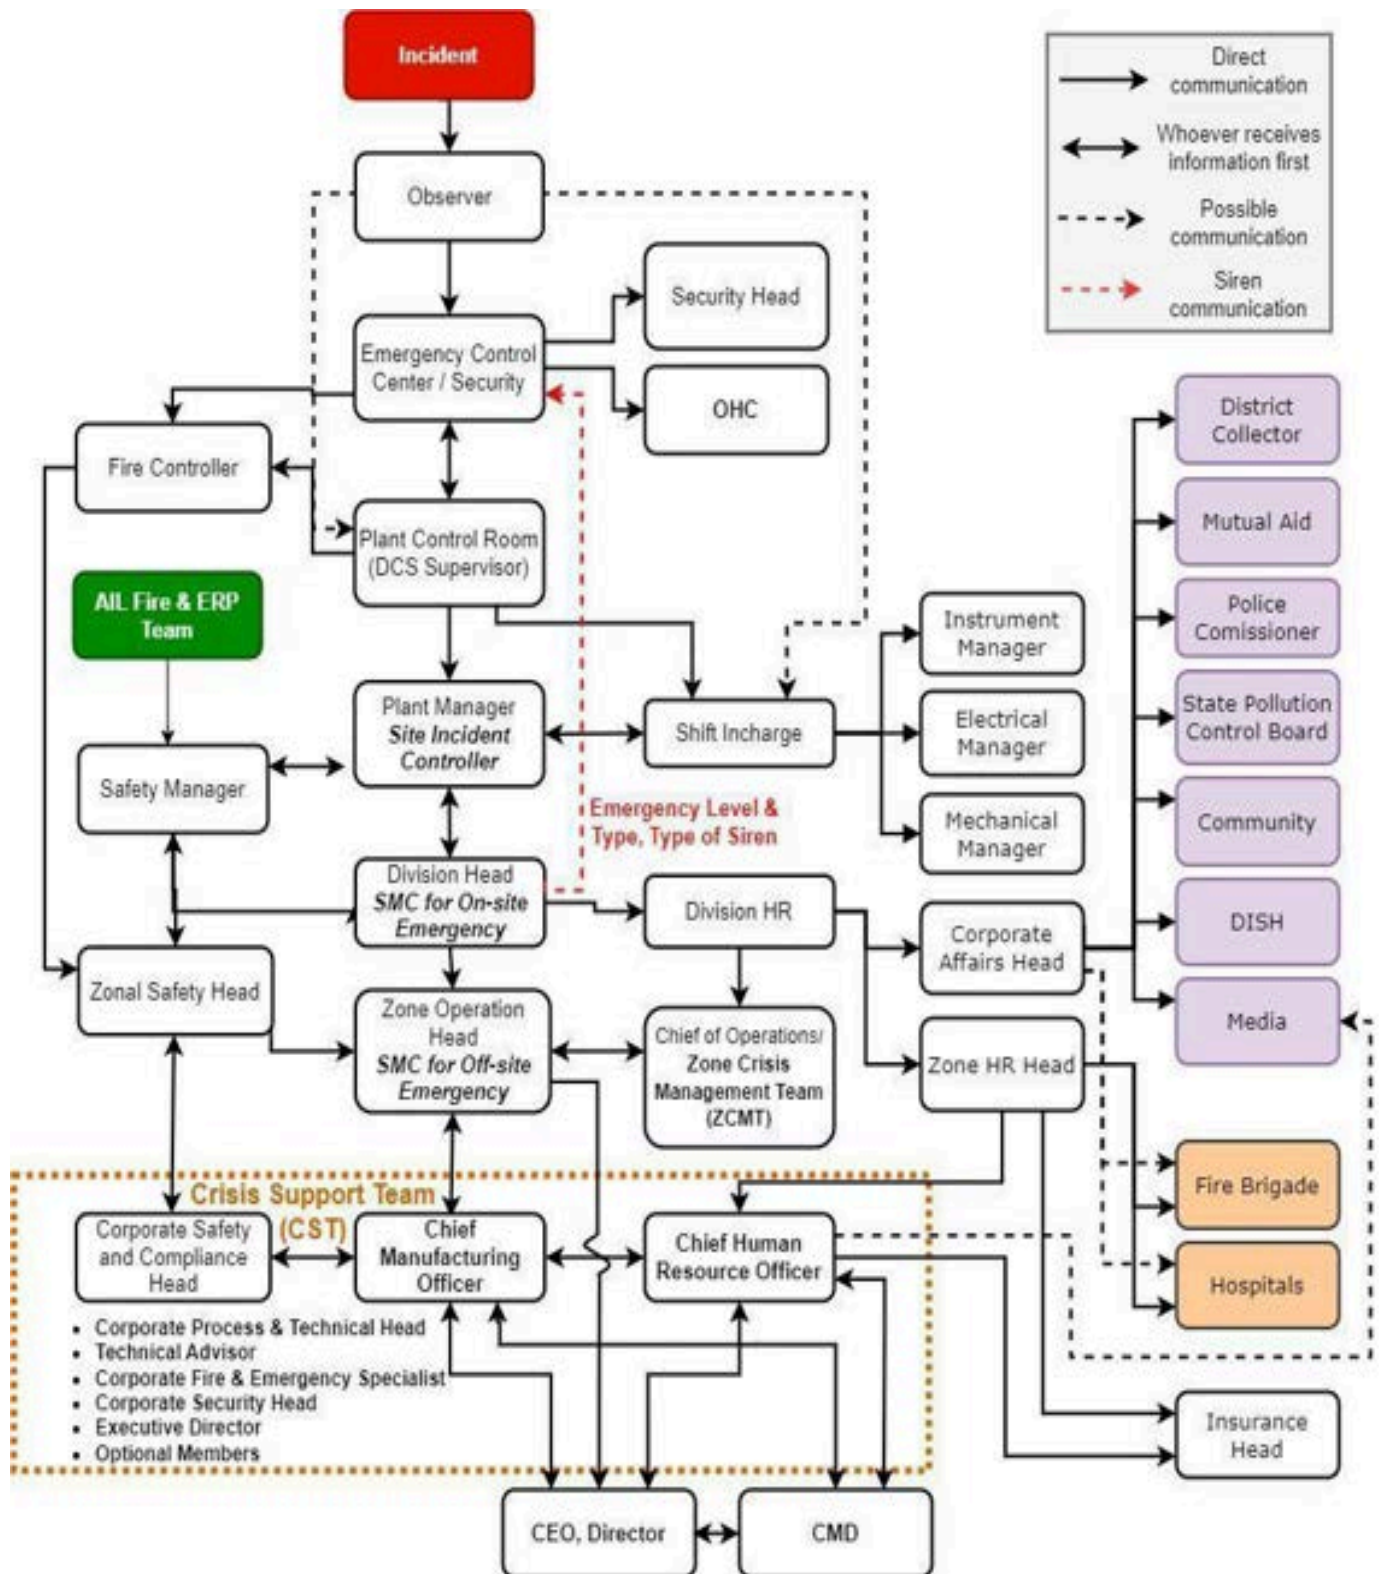 Incident
Direct
communication
Whoever receives
information first
Possible
communication
Siren
communication
Observer
Security Head
Emergency Control
Center / Security
OHC
District
Collector
Fire Controller
Mutual Aid
Plant Control Room
(DCS Supervisor)
AIL Fire & ERP
Team
Instrument
Manager
Police
Comissioner
Plant Manager
Site Incident
Controller
Shift Incharge
Electrical
Manager
State Pollution
Control Board
Safety Manager
Emergency Level &
Type, Type of Siren
Mechanical
Manager
Community
Division Head
SMC for On-site
Emergency
Division HR
Corporate
Affairs Head
DISH
Zonal Safety Head
Zone Operation
Head
SMC for Off-site
Emergency
Chief of Operations/
Zone Crisis
Management Team
(ZCMT)
Zone HR Head
Media
Fire Brigade
Crisis Support Team
(CST)
Corporate Safety
and Compliance
Head
Chief
Manufacturing
Officer
Chief Human
Resource Officer
Hospitals
• Corporate Process & Technical Head
• Technical Advisor
• Corporate Fire & Emergency Specialist
• Corporate Security Head
• Executive Director
• Optional Members
Insurance
Head
CEO, Director
CMD